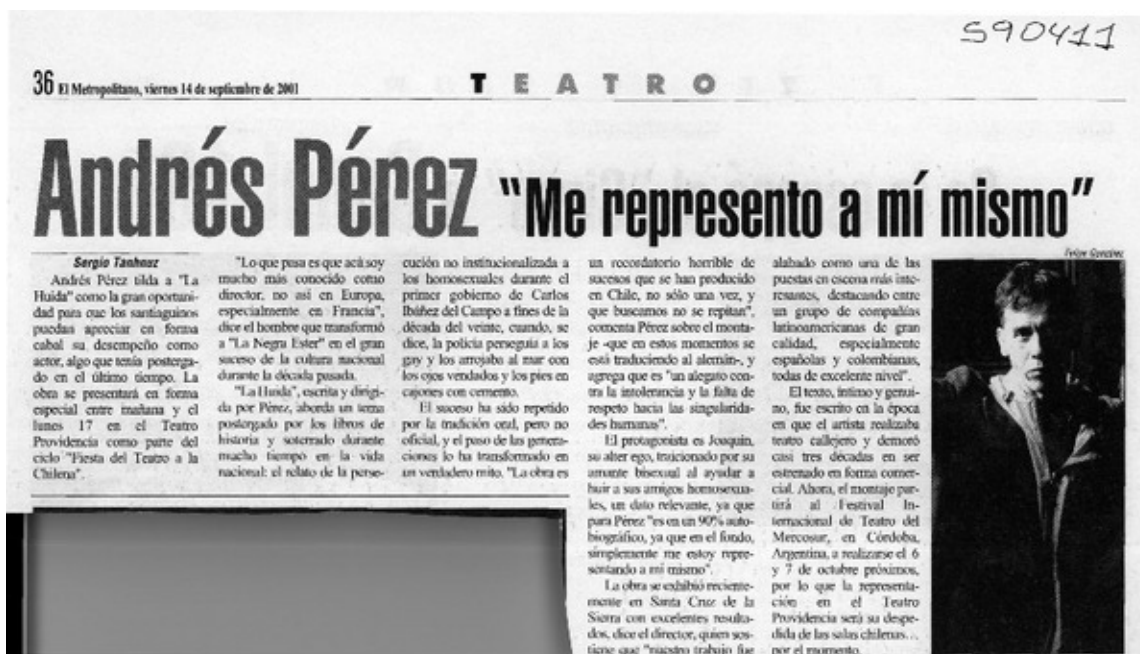 590411
36 El Metropolitano, viernes 14 de septiembre de 2001
TEATRO
Andrés Pérez "Me represento a mí mismo"
Felipe González
Sergio Tanhnuz
Andrés Pérez tilda a "La
Huida" como la gran oportuni-
dad para que los santiaguinos
puedan apreciar en forma
cabal su desempeño como
actor, algo que tenía posterga-
do en el último tiempo. La
obra se presentará en forma
especial entre mañana y el
lunes 17 en el Teatro
Providencia como parte del
ciclo "Fiesta del Teatro a la
Chilena".
"Lo que pasa es que acá soy
mucho más conocido como
director, no así en Europa,
especialmente en Francia",
dice el hombre que transformó
a "La Negra Ester" en el gran
suceso de la cultura nacional
durante la década pasada.
"La Huida", escrita y dirigi-
da por Pérez, aborda un tema
postergado por los libros de
historia y soterrado durante
mucho tiempo en la vida
nacional: el relato de la perse-
cución no institucionalizada a
los homosexuales durante el
primer gobierno de Carlos
Ibáñez del Campo a fines de la
década del veinte, cuando, se
dice, la policía perseguía a los
gay y los arrojaba al mar con
los ojos vendados y los pies en
cajones con cemento.
El suceso ha sido repetido
por la tradición oral, pero no
oficial, y el paso de las genera-
ciones lo ha transformado en
un verdadero mito. "La obra es
un recordatorio horrible de
sucesos que se han producido
en Chile, no sólo una vez, y
que buscamos no se repitan",
comenta Pérez sobre el monta-
je -que en estos momentos se
está traduciendo al alemán-, y
agrega que es "un alegato con-
tra la intolerancia y la falta de
respeto hacia las singularida-
des humanas".
El protagonista es Joaquín,
su alter ego, traicionado por su
amante bisexual al ayudar a
huir a sus amigos homosexua-
les, un dato relevante, ya que
para Pérez "es en un 90% auto-
biográfico, ya que en el fondo,
simplemente me estoy repre-
sentando a mí mismo".
La obra se exhibió reciente-
mente en Santa Cruz de la
Sierra con excelentes resulta-
dos, dice el director, quien sos-
tiene que "nuestro trabajo fue
alabado como una de las
puestas en escena más inte-
resantes, destacando entre
un grupo de compañías
latinoamericanas de gran
calidad, especialmente
españolas y colombianas,
todas de excelente nivel".
El texto, íntimo y genui-
no, fue escrito en la época
en que el artista realizaba
teatro callejero y demoró
casi tres décadas en ser
estrenado en forma comer-
cial. Ahora, el montaje par-
tirá al Festival In-
ternacional de Teatro del
Mercosur, en Córdoba,
Argentina, a realizarse el 6
y 7 de octubre próximos,
por lo que la representa-
ción en el Teatro
Providencia será su despe-
dida de las salas chilenas...
por el momento.